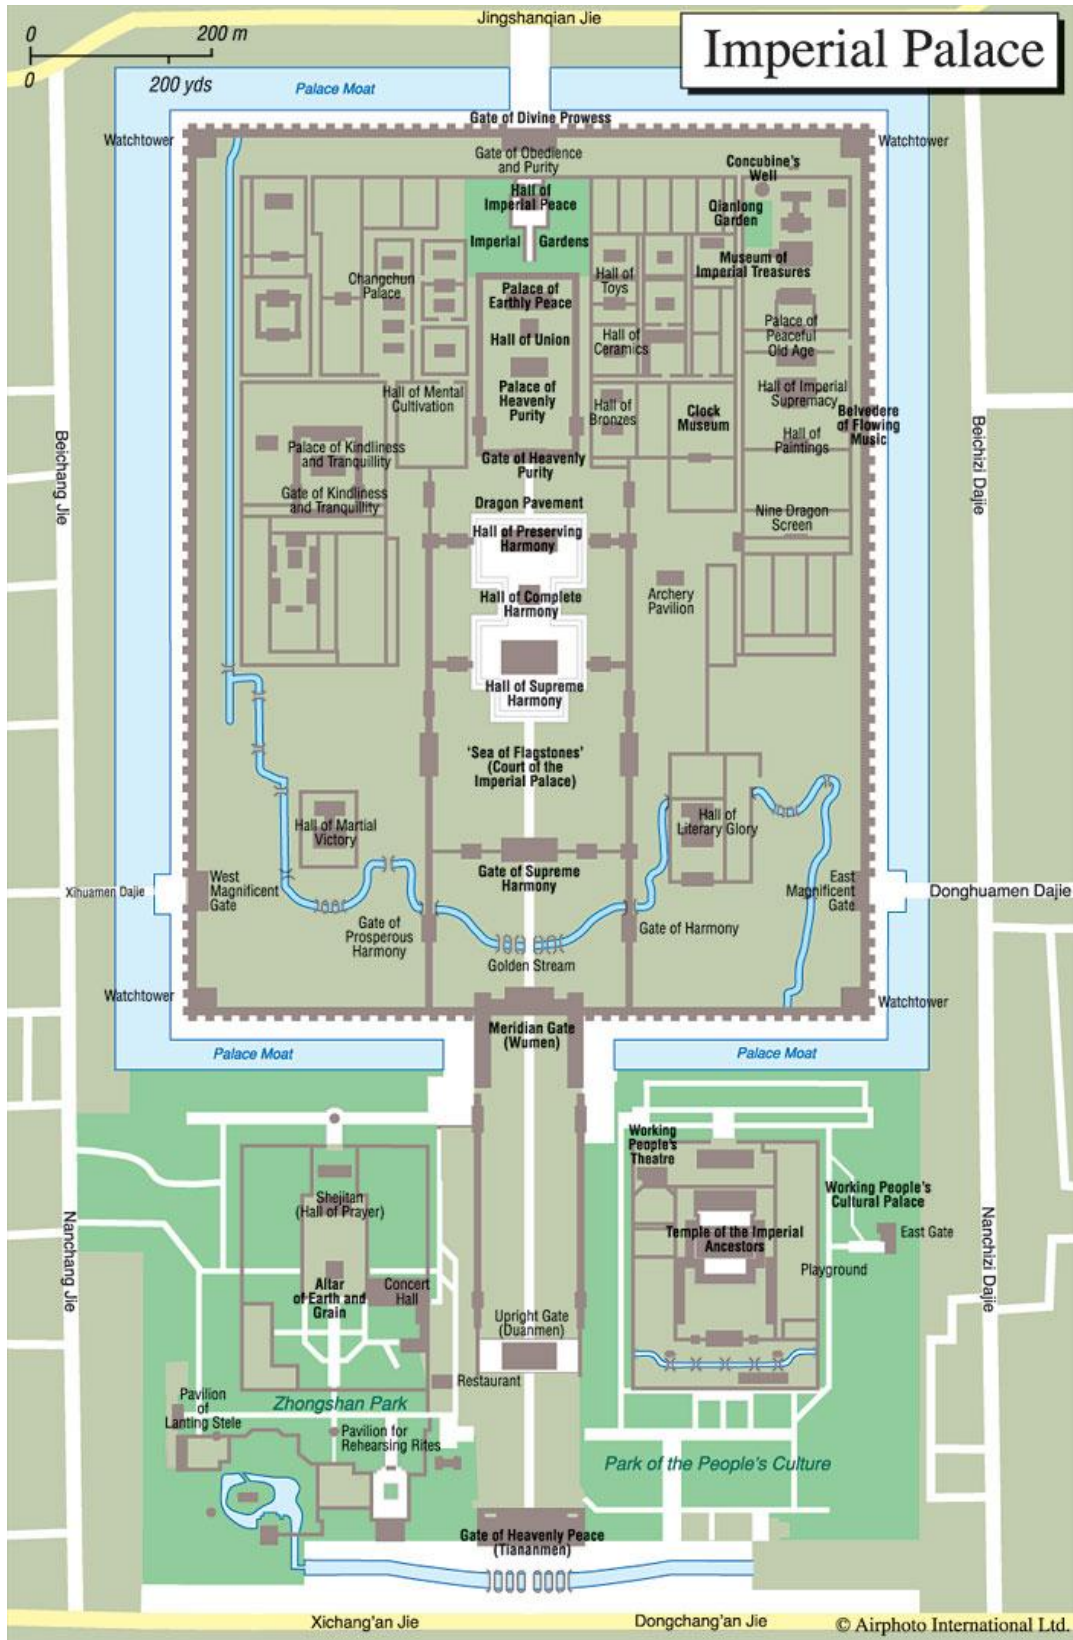 Jingshanqian Jie
0
200 m
0
200 yds
Imperial Palace
Palace Moat
Gate of Divine Prowess
Watchtower
Watchtower
Gate of Obedience
and Purity
Concubine's
Well
Hall of
Imperial Peace
Qianlong
Garden
Imperial
Gardens
Museum of
Imperial Treasures
Changchun
Palace
Hall of
Toys
Palace of
Earthly Peace
Palace of
Peaceful
Old Age
Hall of Union
Hall of
Ceramics
Hall of Mental
Cultivation
Palace of
Heavenly
Purity
Hall of
Bronzes
Clock
Museum
Hall of Imperial
Supremacy
Belvedere
of Flowing
Music
Hall of
Paintings
Beichang Jie
Beichizi Dajie
Palace of Kindliness
and Tranquillity
Gate of Heavenly
Purity
Gate of Kindliness
and Tranquillity
Dragon Pavement
Nine Dragon
Screen
Hall of Preserving
Harmony
Hall of Complete
Harmony
Archery
Pavilion
Hall of Supreme
Harmony
'Sea of Flagstones'
(Court of the
Imperial Palace)
Hall of Martial
Victory
Hall of
Literary Glory
Gate of Supreme
Harmony
Xihuamen Dajie
West
Magnificent
Gate
East
Magnificent
Gate
Donghuamen Dajie
Gate of
Prosperous
Harmony
Gate of Harmony
Golden Stream
Watchtower
Watchtower
Meridian Gate
(Wumen)
Palace Moat
Palace Moat
Working
People's
Theatre
Shejitan
(Hall of Prayer)
Working People's
Cultural Palace
Nanchang Jie
Nanchizi Dajie
Temple of the Imperial
Ancestors
East Gate
Playground
Altar
of Earth and
Grain
Concert
Hall
Upright Gate
(Duanmen)
Restaurant
Pavilion
of
Lanting Stele
Zhongshan Park
Pavilion for
Rehearsing Rites
Park of the People's Culture
Gate of Heavenly Peace
(Tiananmen)
Xichang'an Jie
Dongchang'an Jie
© Airphoto International Ltd.